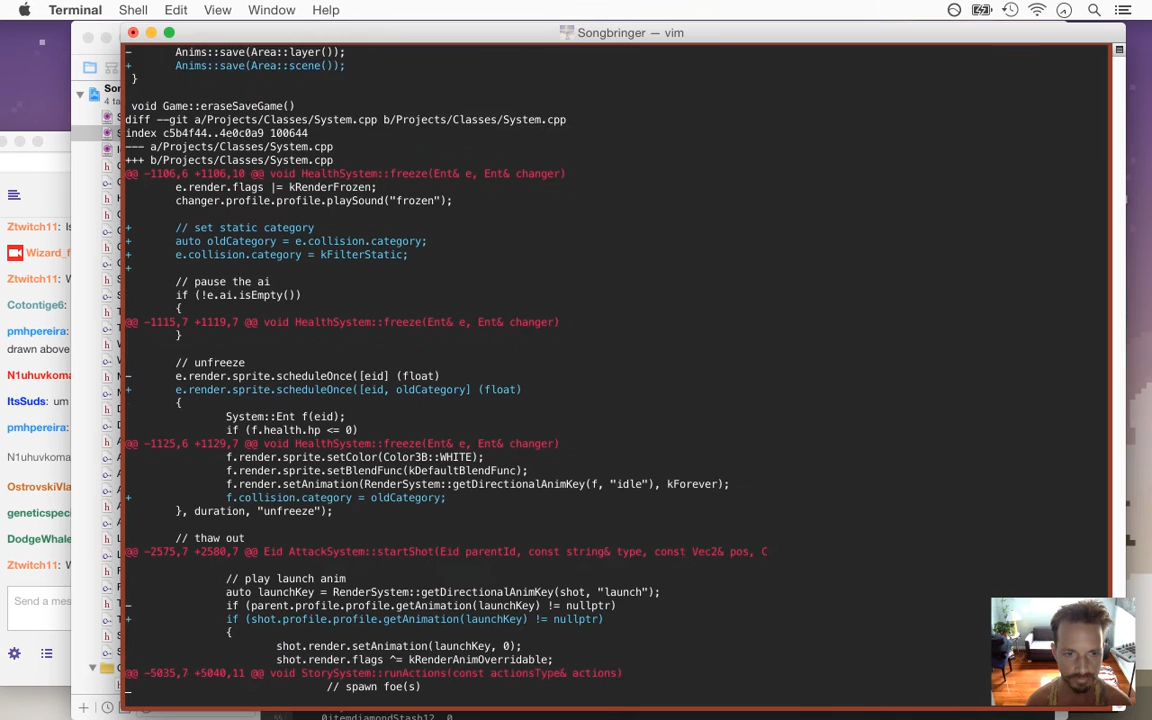 Terminal Shell Edit View Window Help
Songbringer — vim
-       Anims::save(Area::layer());
+       Anims::save(Area::scene());
 }
 void Game::eraseSaveGame()
diff --git a/Projects/Classes/System.cpp b/Projects/Classes/System.cpp
index c5b4f44..4e0c0a9 100644
--- a/Projects/Classes/System.cpp
+++ b/Projects/Classes/System.cpp
@@ -1106,6 +1106,10 @@ void HealthSystem::freeze(Ent& e, Ent& changer)
        e.render.flags |= kRenderFrozen;
        changer.profile.profile.playSound("frozen");
+       // set static category
+       auto oldCategory = e.collision.category;
+       e.collision.category = kFilterStatic;
+
        // pause the ai
        if (!e.ai.isEmpty())
        {
@@ -1115,7 +1119,7 @@ void HealthSystem::freeze(Ent& e, Ent& changer)
        }
        // unfreeze
-       e.render.sprite.scheduleOnce([eid] (float)
+       e.render.sprite.scheduleOnce([eid, oldCategory] (float)
        {
                System::Ent f(eid);
                if (f.health.hp <= 0)
@@ -1125,6 +1129,7 @@ void HealthSystem::freeze(Ent& e, Ent& changer)
                f.render.sprite.setColor(Color3B::WHITE);
                f.render.sprite.setBlendFunc(kDefaultBlendFunc);
                f.render.setAnimation(RenderSystem::getDirectionalAnimKey(f, "idle"), kForever);
+               f.collision.category = oldCategory;
        }, duration, "unfreeze");
        // thaw out
@@ -2575,7 +2580,7 @@ Eid AttackSystem::startShot(Eid parentId, const string& type, const Vec2& pos, C
                // play launch anim
                auto launchKey = RenderSystem::getDirectionalAnimKey(shot, "launch");
-               if (parent.profile.profile.getAnimation(launchKey) != nullptr)
+               if (shot.profile.profile.getAnimation(launchKey) != nullptr)
                {
                        shot.render.setAnimation(launchKey, 0);
                        shot.render.flags ^= kRenderAnimOverridable;
@@ -5035,7 +5040,11 @@ void StorySystem::runActions(const actionsType& actions)
                                // spawn foe(s)
Son
4 ta
Ztwitch11: Is
Wizard_f
Ztwitch11: W
Cotontige6:
pmhpereira:
drawn above
N1uhuvkoma
ItsSuds: um
pmhpereira:
N1uhuvkoma
OstrovskiVla
geneticspeci
DodgeWhale
Ztwitch11: W
Send a mes